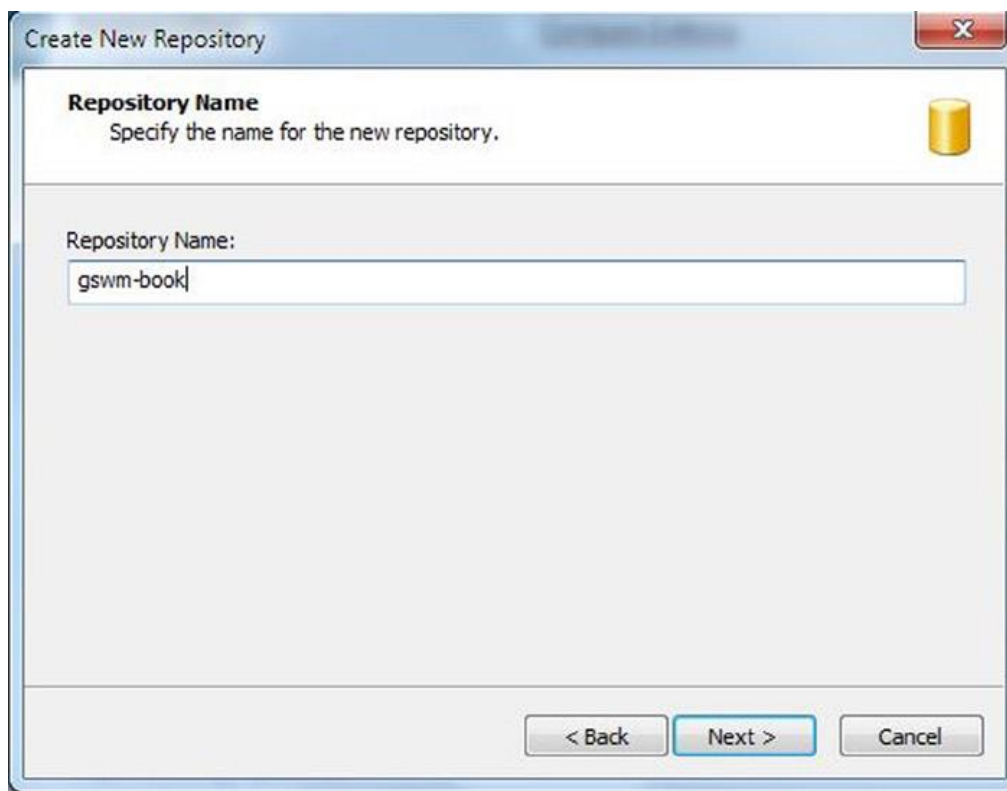 Create New Repository
Repository Name
Specify the name for the new repository.
Repository Name:
gswm-book
< Back
Next >
Cancel